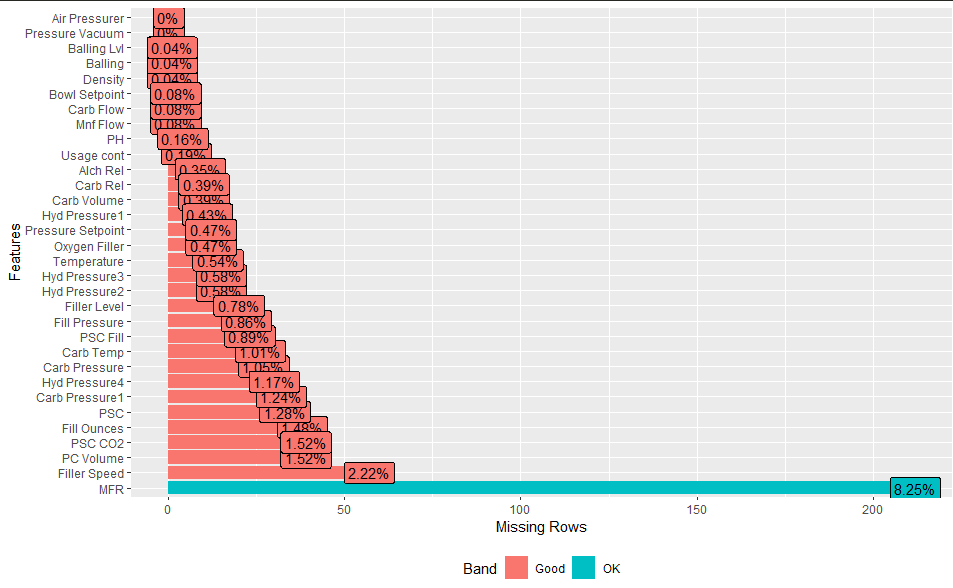 Features
Air Pressurer 0%
Pressure Vacuum 0%
Balling Lvl 0.04%
Balling 0.04%
Density 0.04%
Bowl Setpoint 0.08%
Carb Flow 0.08%
Mnf Flow 0.08%
PH 0.16%
Usage cont 0.19%
Alch Rel 0.35%
Carb Rel 0.39%
Carb Volume 0.39%
Hyd Pressure1 0.43%
Pressure Setpoint 0.47%
Oxygen Filler 0.47%
Temperature 0.54%
Hyd Pressure3 0.58%
Hyd Pressure2 0.58%
Filler Level 0.78%
Fill Pressure 0.86%
PSC Fill 0.89%
Carb Temp 1.01%
Carb Pressure 1.05%
Hyd Pressure4 1.17%
Carb Pressure1 1.24%
PSC 1.28%
Fill Ounces 1.48%
PSC CO2 1.52%
PC Volume 1.52%
Filler Speed 2.22%
MFR 8.25%
0 50 100 150 200
Missing Rows
Band Good OK